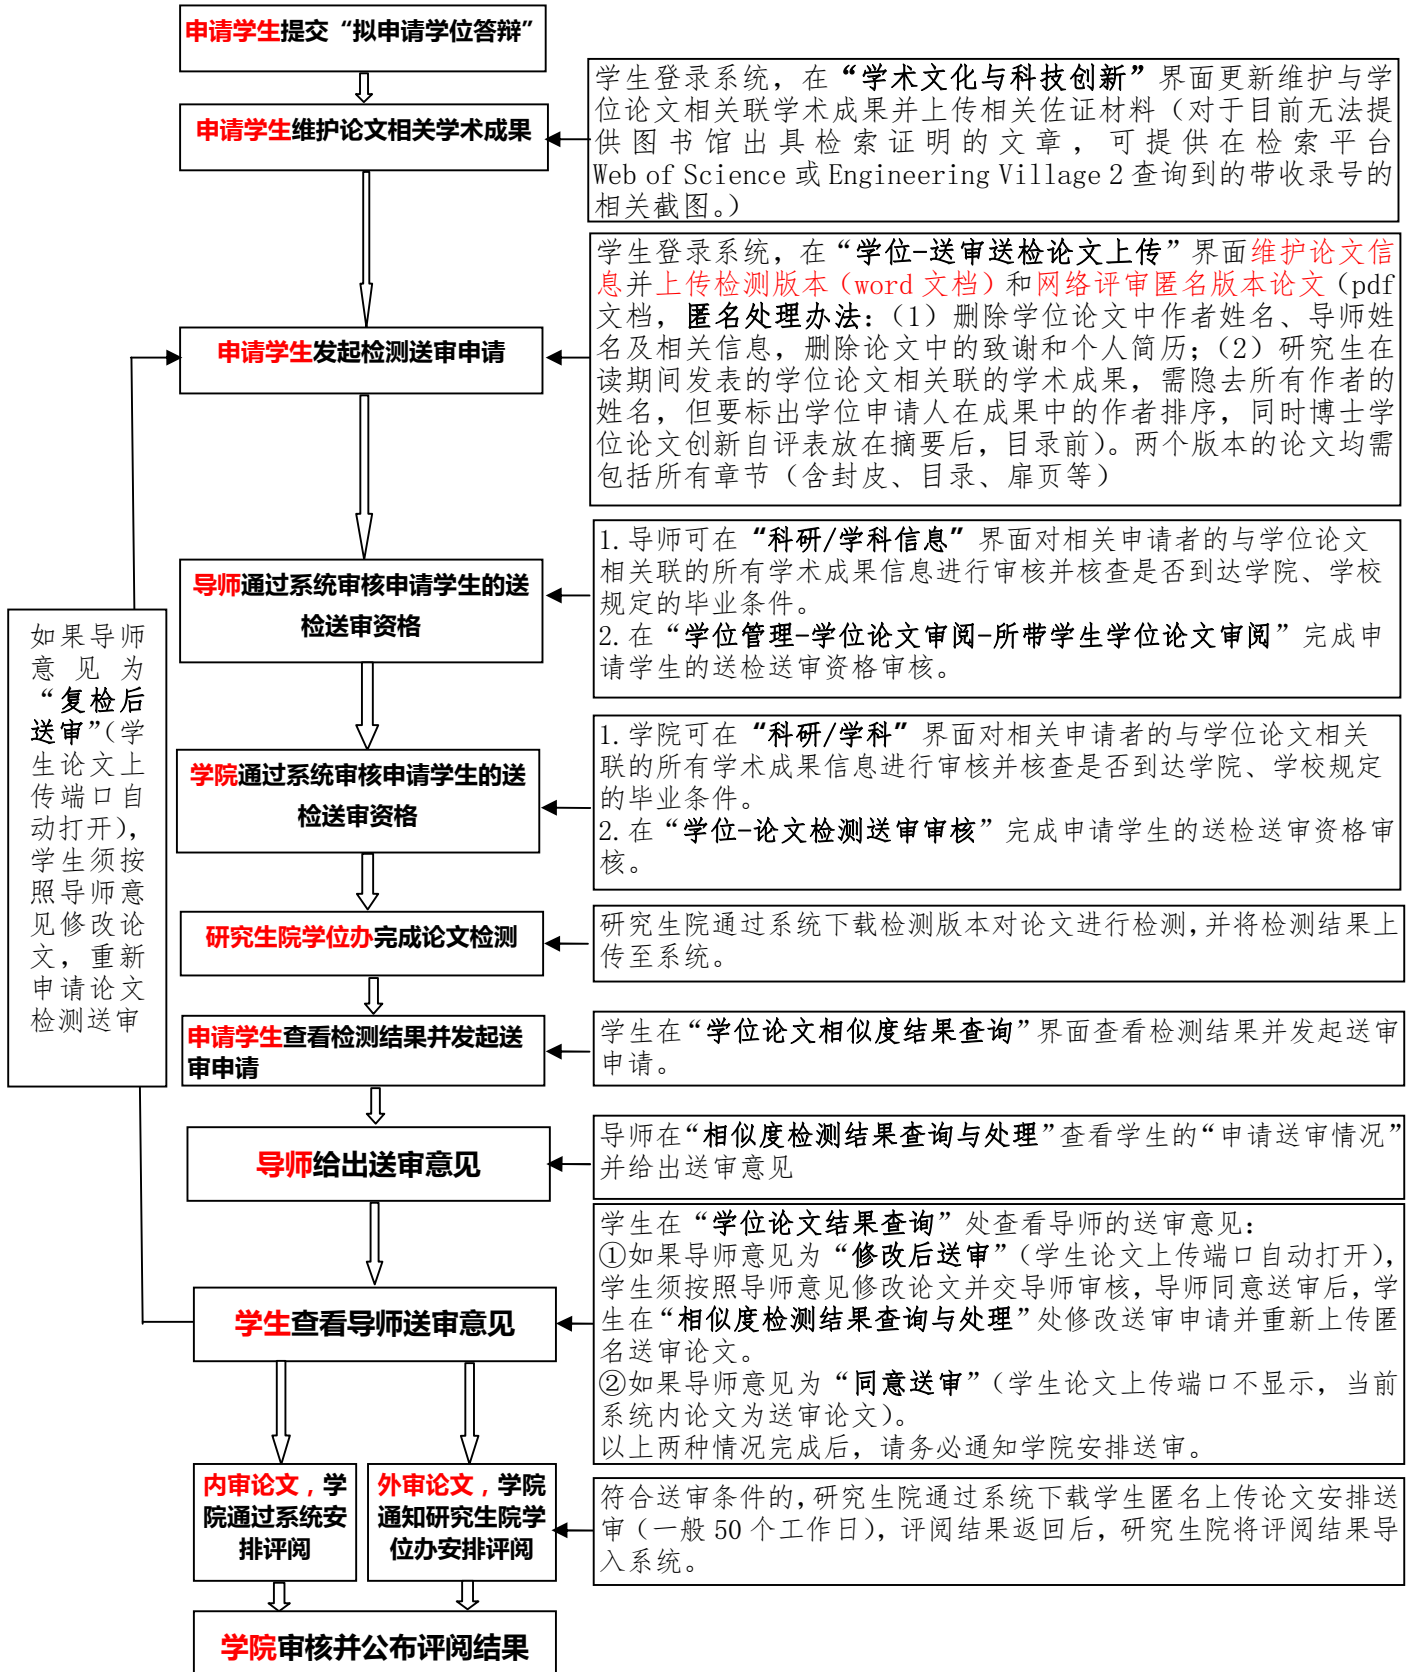 申请学生提交“拟申请学位答辩”
学生登录系统，在“学术文化与科技创新”界面更新维护与学
位论文相关联学术成果并上传相关佐证材料（对于目前无法提
供图书馆出具检索证明的文章，可提供在检索平台
Web of Science 或 Engineering Village 2 查询到的带收录号的
相关截图。）
申请学生维护论文相关学术成果
学生登录系统，在“学位-送审送检论文上传”界面维护论文信
息并上传检测版本（word 文档）和网络评审匿名版本论文（pdf
文档，匿名处理办法：（1）删除学位论文中作者姓名、导师姓
名及相关信息，删除论文中的致谢和个人简历；（2）研究生在
读期间发表的学位论文相关联的学术成果，需隐去所有作者的
姓名，但要标出学位申请人在成果中的作者排序，同时博士学
位论文创新自评表放在摘要后，目录前）。两个版本的论文均需
包括所有章节（含封皮、目录、扉页等）
申请学生发起检测送审申请
1.导师可在“科研/学科信息”界面对相关申请者的与学位论文
相关联的所有学术成果信息进行审核并核查是否到达学院、学校
规定的毕业条件。
2.在“学位管理-学位论文审阅-所带学生学位论文审阅”完成申
请学生的送检送审资格审核。
导师通过系统审核申请学生的送
检送审资格
如果导师
意见为
“复检后
送审”（学
生论文上
传端口自
动打开），
学生须按
照导师意
见修改论
文，重新
申请论文
检测送审
1.学院可在“科研/学科”界面对相关申请者的与学位论文相关
联的所有学术成果信息进行审核并核查是否到达学院、学校规定
的毕业条件。
2.在“学位-论文检测送审审核”完成申请学生的送检送审资格审
核。
学院通过系统审核申请学生的送
检送审资格
研究生院学位办完成论文检测
研究生院通过系统下载检测版本对论文进行检测，并将检测结果上
传至系统。
申请学生查看检测结果并发起送
审申请
学生在“学位论文相似度结果查询”界面查看检测结果并发起送审
申请。
导师给出送审意见
导师在“相似度检测结果查询与处理”查看学生的“申请送审情况”
并给出送审意见
学生查看导师送审意见
学生在“学位论文结果查询”处查看导师的送审意见：
①如果导师意见为“修改后送审”（学生论文上传端口自动打开），
学生须按照导师意见修改论文并交导师审核，导师同意送审后，学
生在“相似度检测结果查询与处理”处修改送审申请并重新上传匿
名送审论文。
②如果导师意见为“同意送审”（学生论文上传端口不显示，当前
系统内论文为送审论文）。
以上两种情况完成后，请务必通知学院安排送审。
内审论文，学
院通过系统安
排评阅
外审论文，学院
通知研究生院学
位办安排评阅
符合送审条件的，研究生院通过系统下载学生匿名上传论文安排送
审（一般 50 个工作日），评阅结果返回后，研究生院将评阅结果导
入系统。
学院审核并公布评阅结果